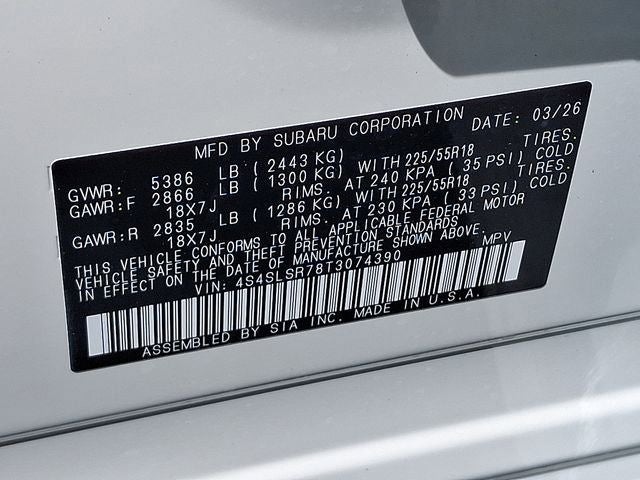 MFD BY SUBARU CORPORATION DATE: 03/26
GVWR: 5386 LB (2443 KG)
GAWR:F 2866 LB (1300 KG) WITH 225/55R18 TIRES.
18X7J RIMS. AT 240 KPA (35 PSI) COLD
GAWR:R 2835 LB (1286 KG) WITH 225/55R18 TIRES.
18X7J RIMS. AT 230 KPA (33 PSI) COLD
THIS VEHICLE CONFORMS TO ALL APPLICABLE FEDERAL MOTOR
VEHICLE SAFETY AND THEFT PREVENTION STANDARDS
IN EFFECT ON THE DATE OF MANUFACTURE SHOWN ABOVE.
VIN: 4S4SLSR78T3074390 MPV
ASSEMBLED BY SIA INC. MADE IN U.S.A.